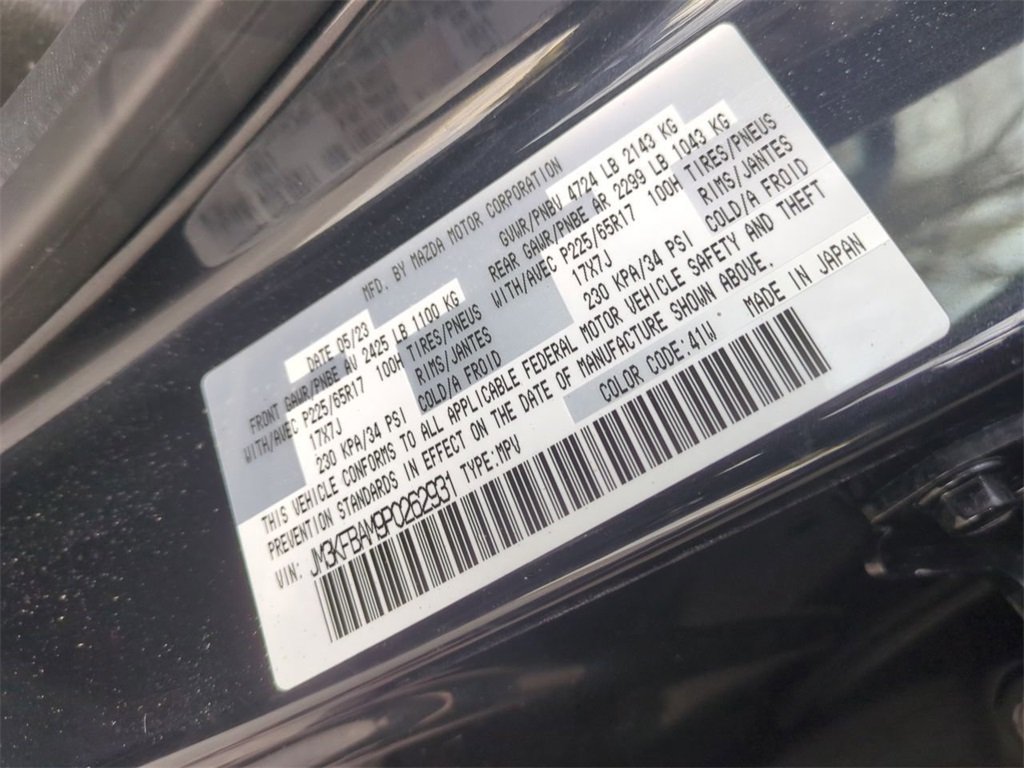 MFD. BY MAZDA MOTOR CORPORATION
DATE 05/23 GVWR/PNBV 4724 LB 2143 KG
FRONT GAWR/PNBE AV 2425 LB 1100 KG REAR GAWR/PNBE AR 2299 LB 1043 KG
WITH/AVEC P225/65R17 100H TIRES/PNEUS WITH/AVEC P225/65R17 100H TIRES/PNEUS
17X7J RIMS/JANTES 17X7J RIMS/JANTES
230 KPA/34 PSI COLD/A FROID 230 KPA/34 PSI COLD/A FROID
THIS VEHICLE CONFORMS TO ALL APPLICABLE FEDERAL MOTOR VEHICLE SAFETY AND THEFT
PREVENTION STANDARDS IN EFFECT ON THE DATE OF MANUFACTURE SHOWN ABOVE.
VIN: JM3KFBAM9P0262931 TYPE:MPV COLOR CODE:41W MADE IN JAPAN